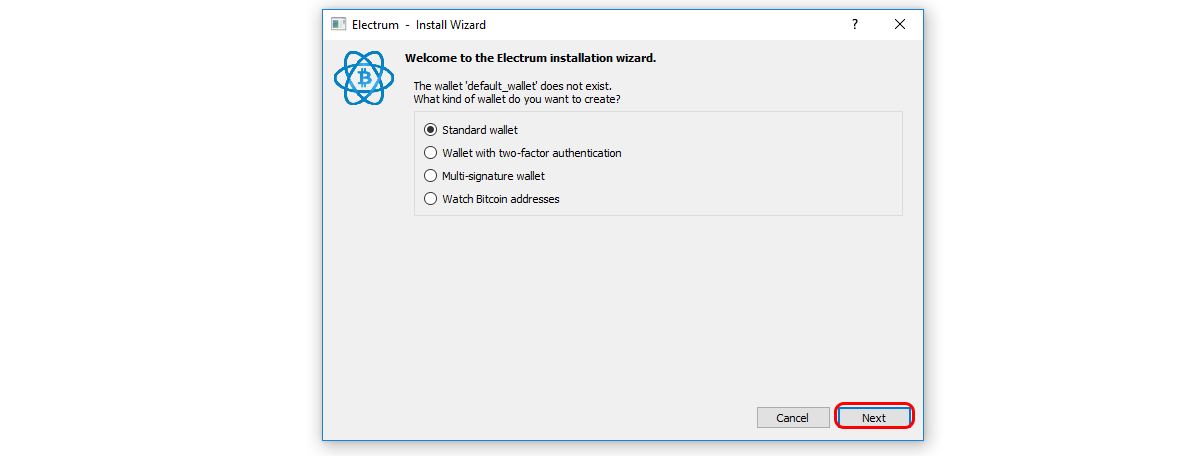 Electrum - Install Wizard
?
Welcome to the Electrum installation wizard.
The wallet 'default_wallet' does not exist.
What kind of wallet do you want to create?
Standard wallet
Wallet with two-factor authentication
Multi-signature wallet
Watch Bitcoin addresses
Cancel Next